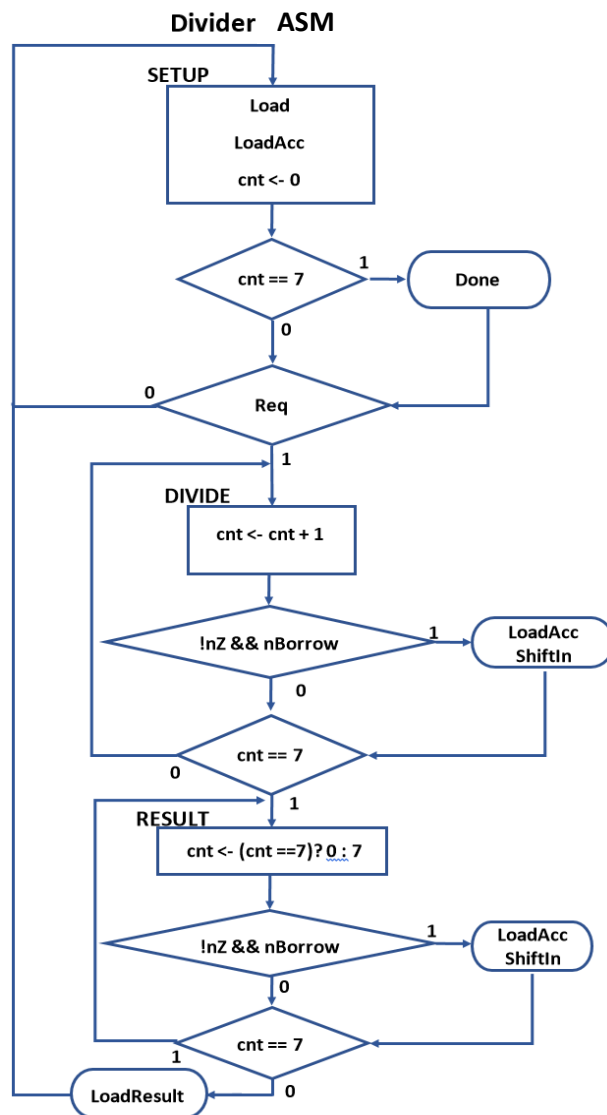 Divider ASM
SETUP
Load
LoadAcc
cnt <- 0
cnt == 7
1
Done
0
0
Req
1
DIVIDE
cnt <- cnt + 1
!nZ && nBorrow
1
LoadAcc
ShiftIn
0
cnt == 7
0
1
RESULT
cnt <- (cnt ==7)? 0 : 7
!nZ && nBorrow
1
LoadAcc
ShiftIn
0
cnt == 7
1
0
LoadResult